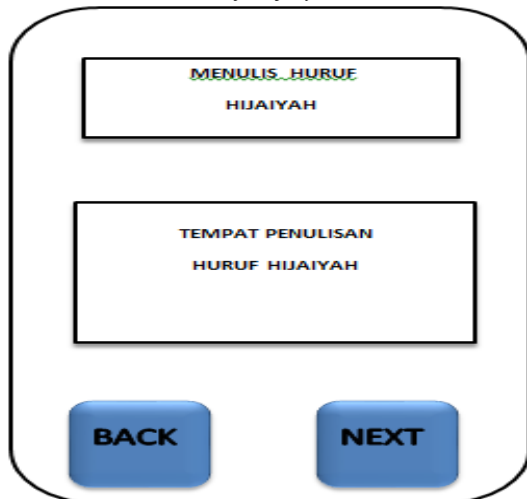 MENULIS HURUF
HIJAIYAH
TEMPAT PENULISAN
HURUF HIJAIYAH
BACK NEXT